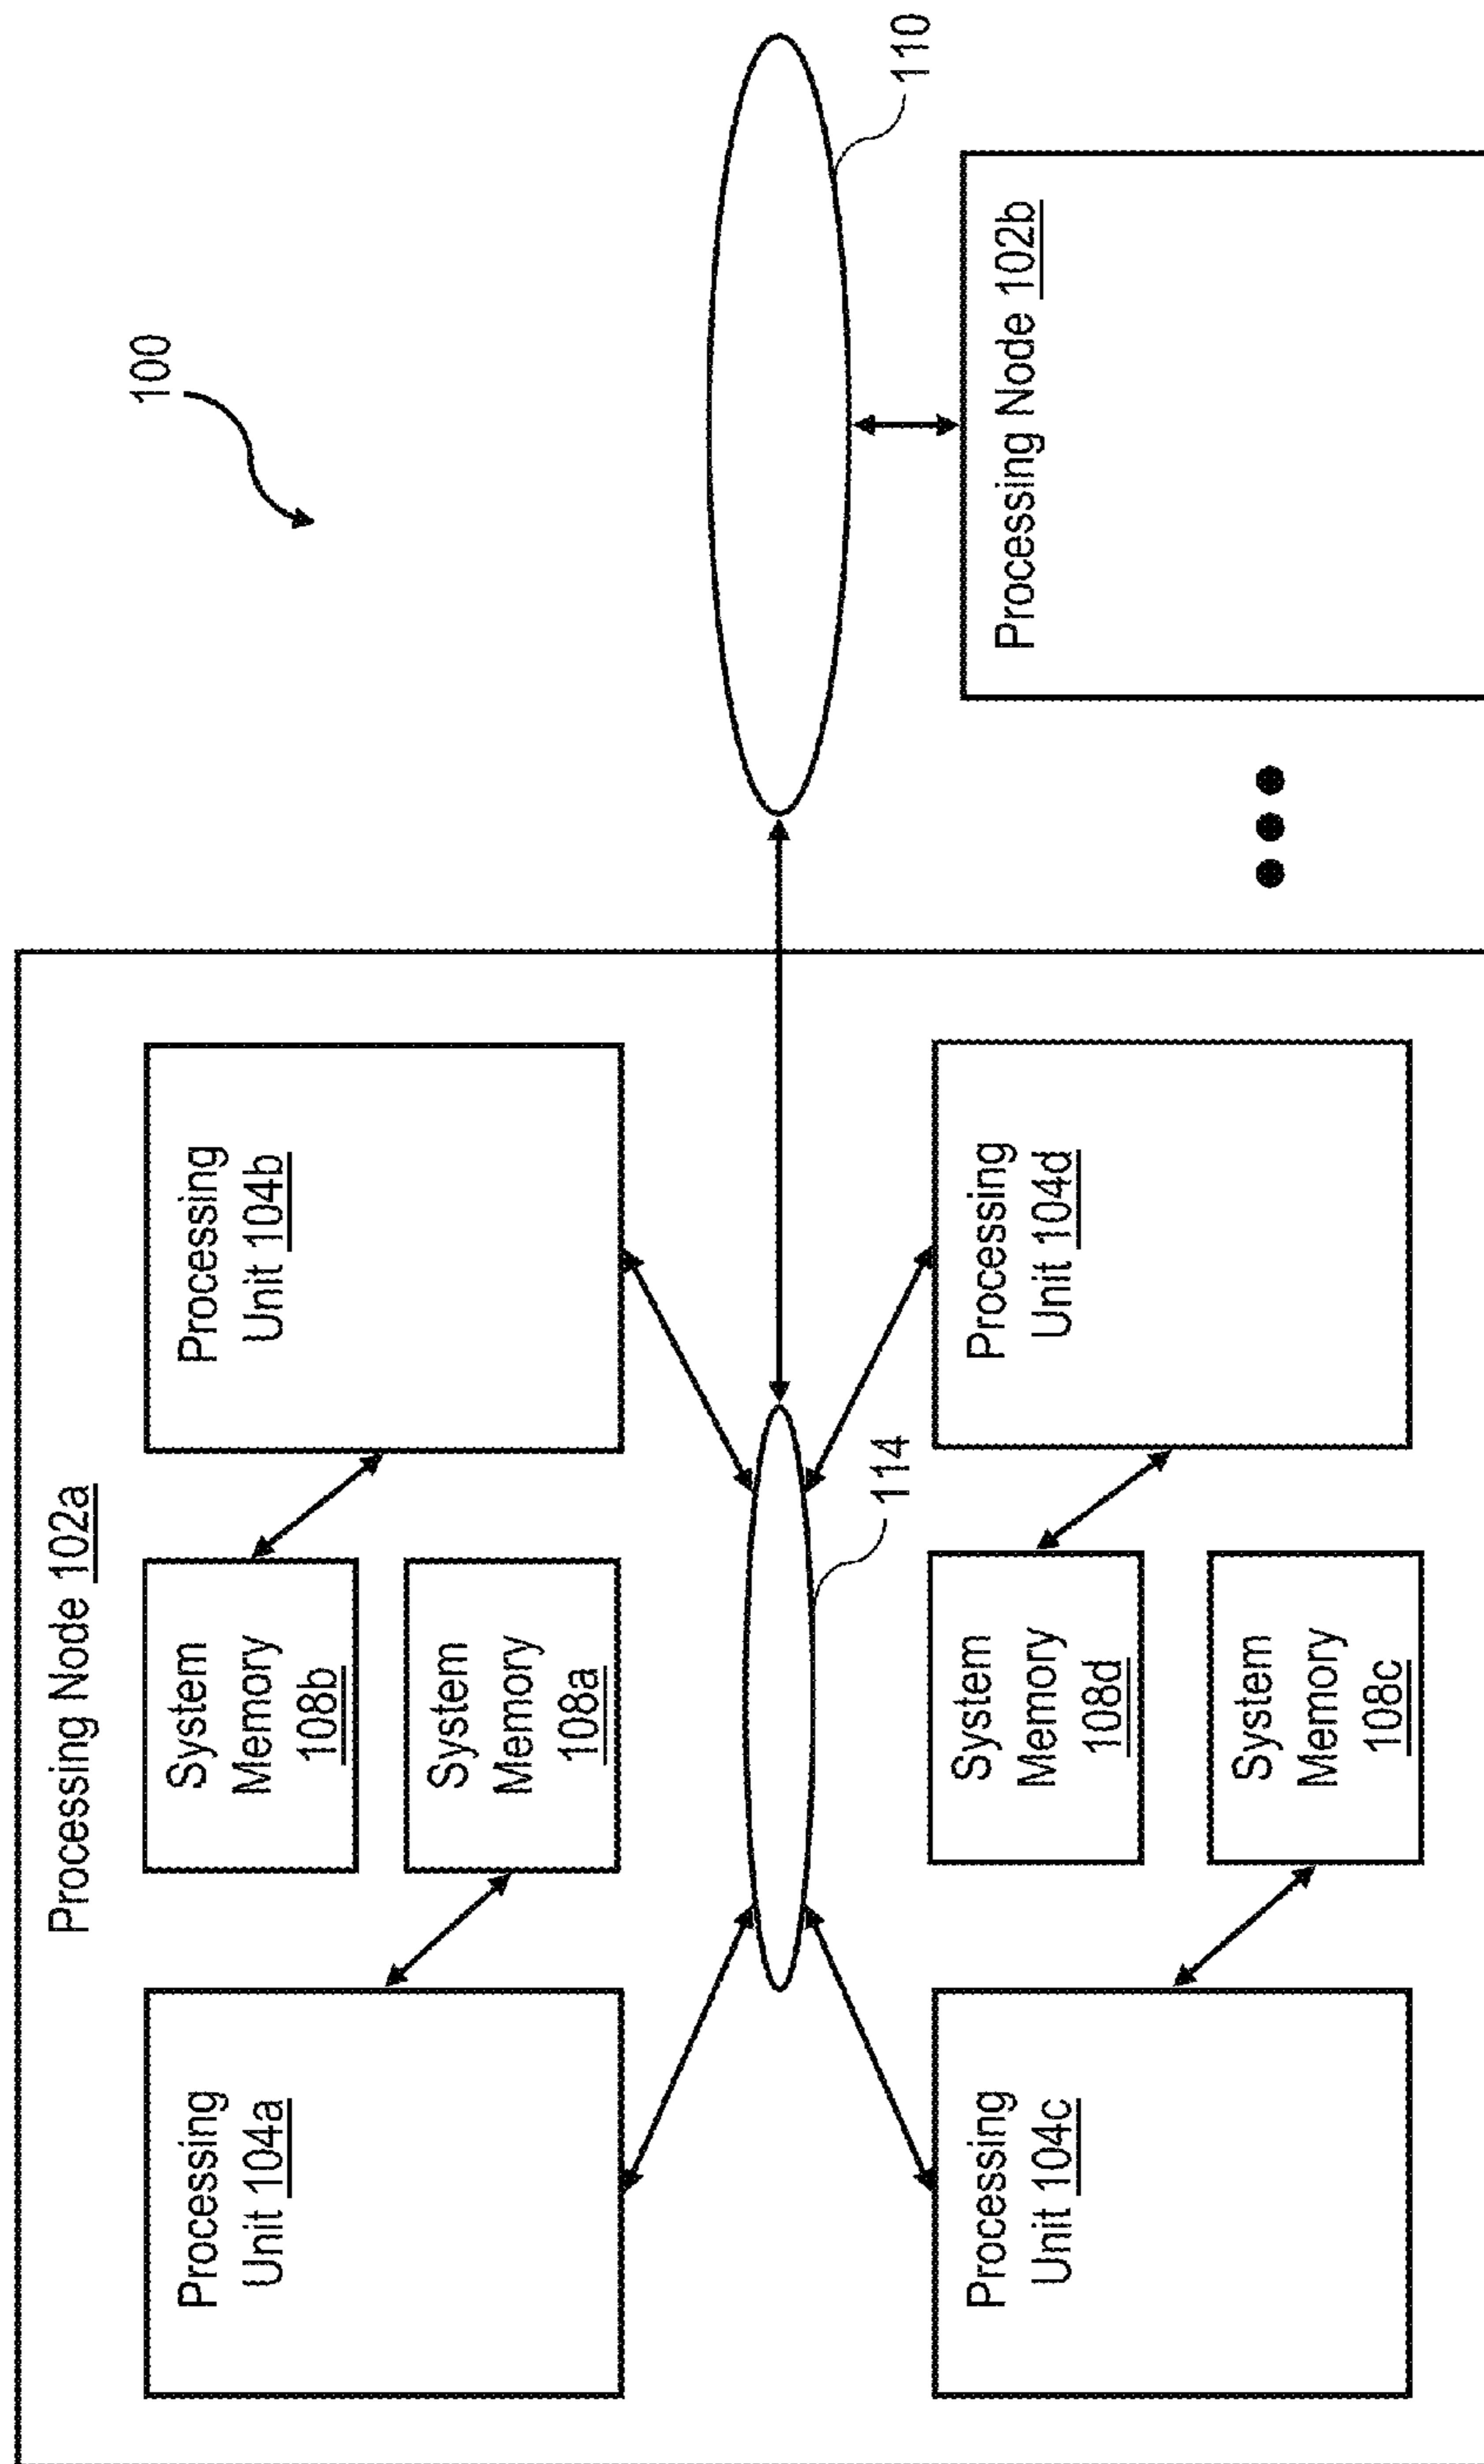 100
Processing Node 102a
Processing
Unit 104a
System
Memory
108b
System
Memory
108a
Processing
Unit 104b
114
110
Processing
Unit 104c
System
Memory
108d
System
Memory
108c
Processing
Unit 104d
Processing Node 102b